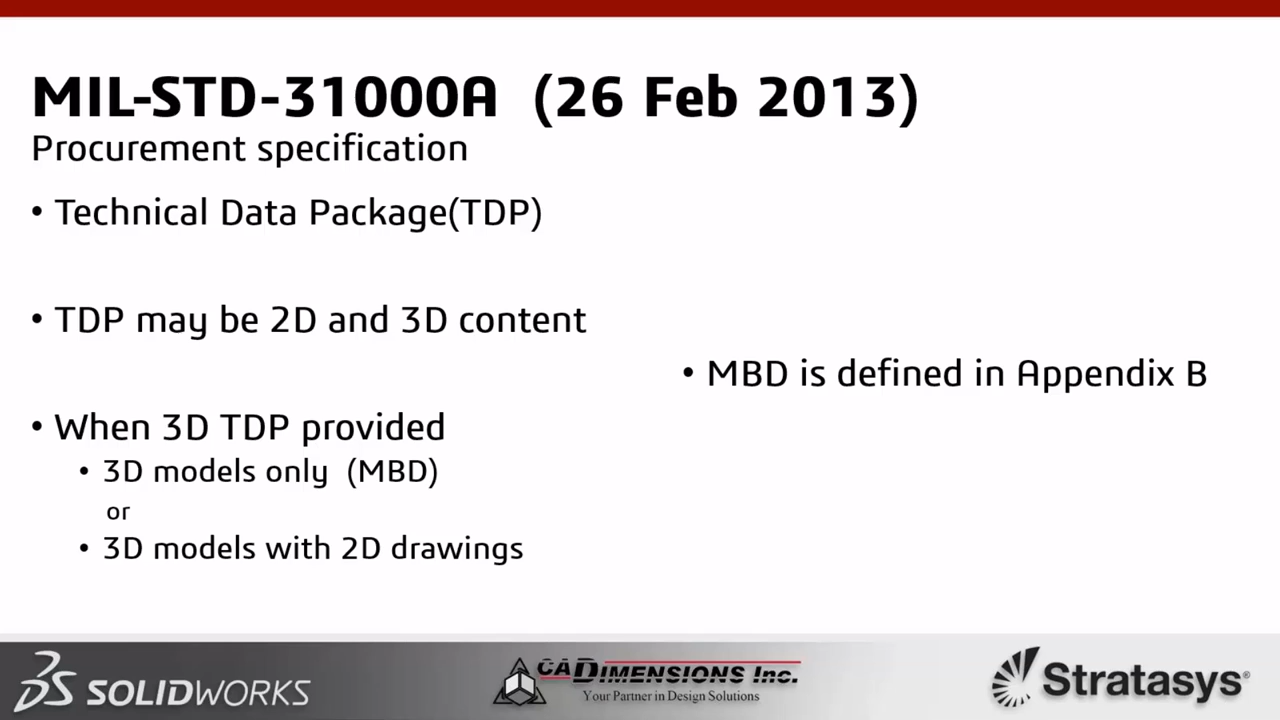 MIL-STD-31000A (26 Feb 2013)
Procurement specification
• Technical Data Package(TDP)
• TDP may be 2D and 3D content
• MBD is defined in Appendix B
• When 3D TDP provided
• 3D models only (MBD)
or
• 3D models with 2D drawings
3DS SOLIDWORKS
CADIMENSIONS Inc.
Your Partner in Design Solutions
Stratasys®